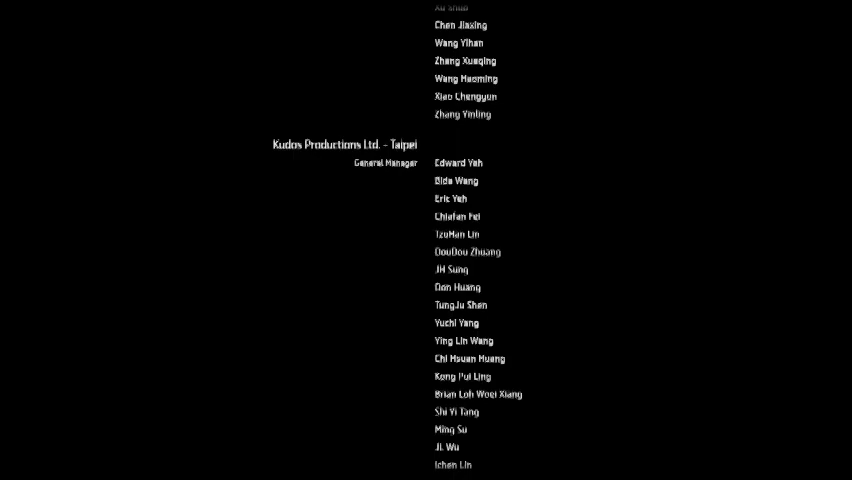 Xu Shuo
Chen Jiaxing
Wang Yihan
Zhang Xueqing
Wang Haoming
Xiao Chengyun
Zhang Yinling
Kudos Productions Ltd. - Taipei
General Manager Edward Yeh
Bida Wang
Eric Yeh
Chiafan Fei
TzuHan Lin
DouDou Zhuang
JH Sung
Don Huang
TungJu Shen
Yuchi Yang
Ying Lin Wang
Chi Hsuan Huang
Kong Pui Ling
Brian Loh Woei Xiang
Shi Yi Tang
Ming Su
JL Wu
Ichen Lin